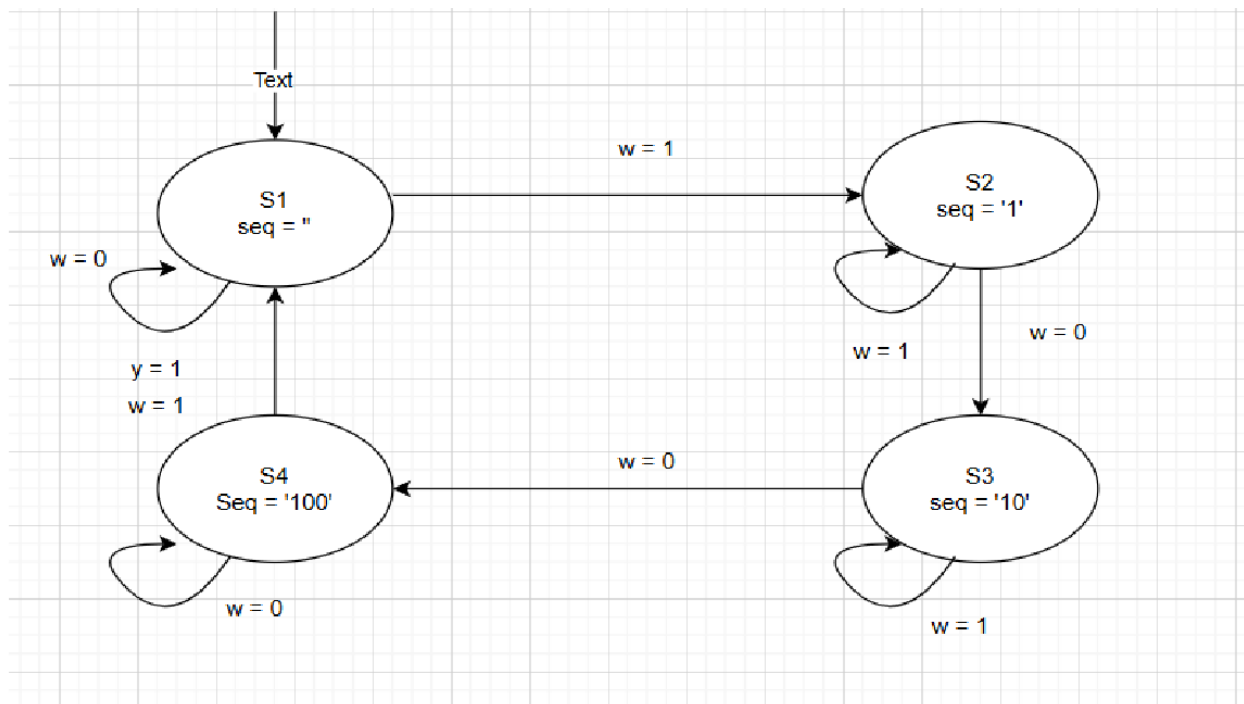 Text
w = 1
S1
seq = ''
S2
seq = '1'
w = 0
w = 0
w = 1
y = 1
w = 1
w = 0
S4
Seq = '100'
S3
seq = '10'
w = 0
w = 1